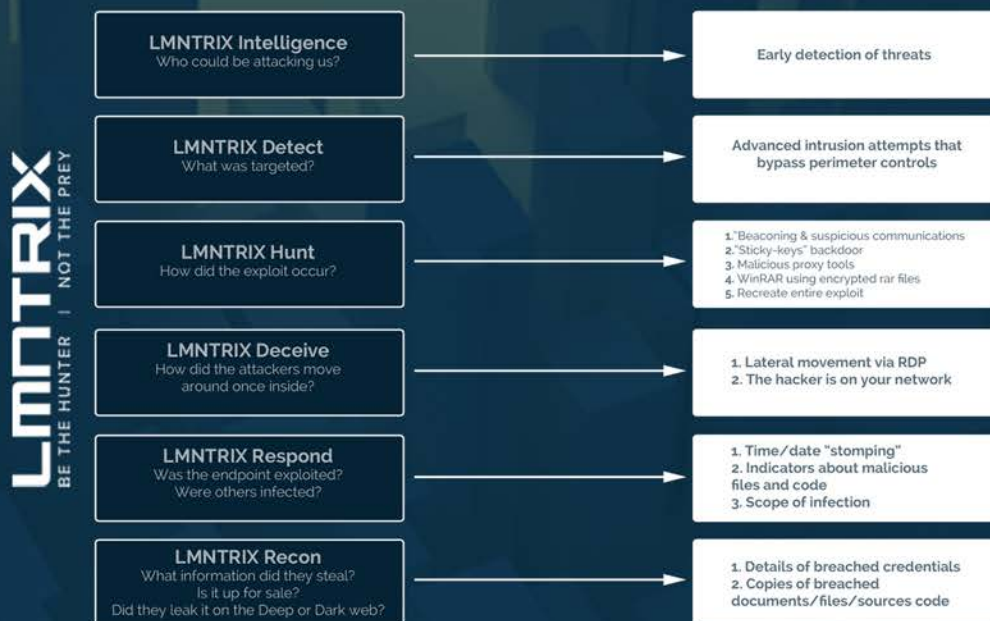 LMNTRIX
BE THE HUNTER | NOT THE PREY
LMNTRIX Intelligence
Who could be attacking us?
Early detection of threats
LMNTRIX Detect
What was targeted?
Advanced intrusion attempts that
bypass perimeter controls
LMNTRIX Hunt
How did the exploit occur?
1."Beaconing & suspicious communications
2."Sticky-keys" backdoor
3. Malicious proxy tools
4. WinRAR using encrypted rar files
5. Recreate entire exploit
LMNTRIX Deceive
How did the attackers move
around once inside?
1. Lateral movement via RDP
2. The hacker is on your network
LMNTRIX Respond
Was the endpoint exploited?
Were others infected?
1. Time/date "stomping"
2. Indicators about malicious
files and code
3. Scope of infection
LMNTRIX Recon
What information did they steal?
Is it up for sale?
Did they leak it on the Deep or Dark web?
1. Details of breached credentials
2. Copies of breached
documents/files/sources code